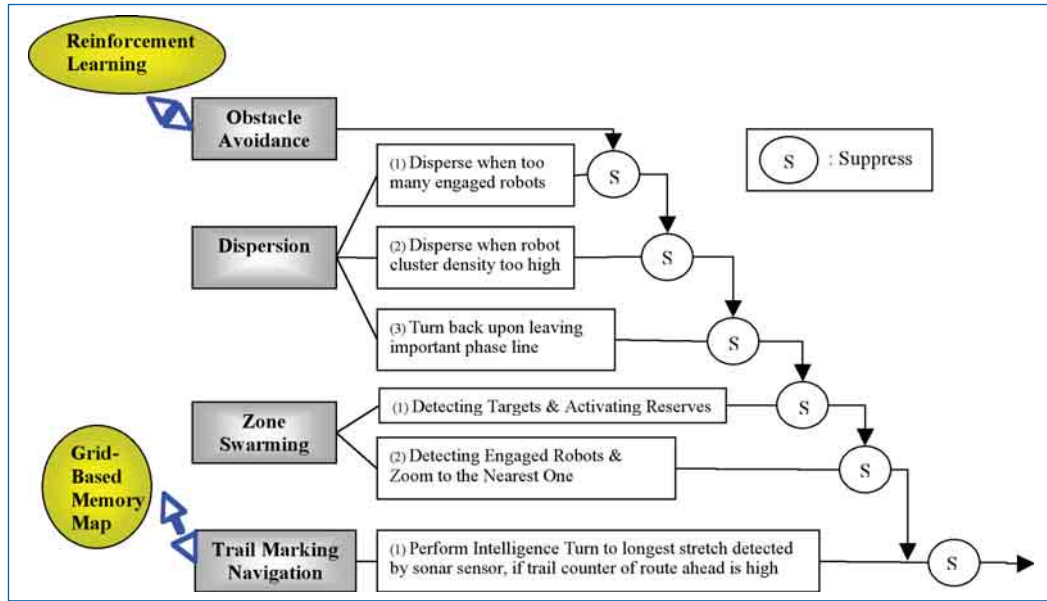 Reinforcement
Learning
Obstacle
Avoidance
(1) Disperse when too
many engaged robots
S
S
: Suppress
Dispersion
(2) Disperse when robot
cluster density too high
S
(3) Turn back upon leaving
important phase line
S
Zone
Swarming
(1) Detecting Targets & Activating Reserves
S
(2) Detecting Engaged Robots &
Zoom to the Nearest One
S
Grid-
Based
Memory
Map
Trail Marking
Navigation
(1) Perform Intelligence Turn to longest stretch detected
by sonar sensor, if trail counter of route ahead is high
S